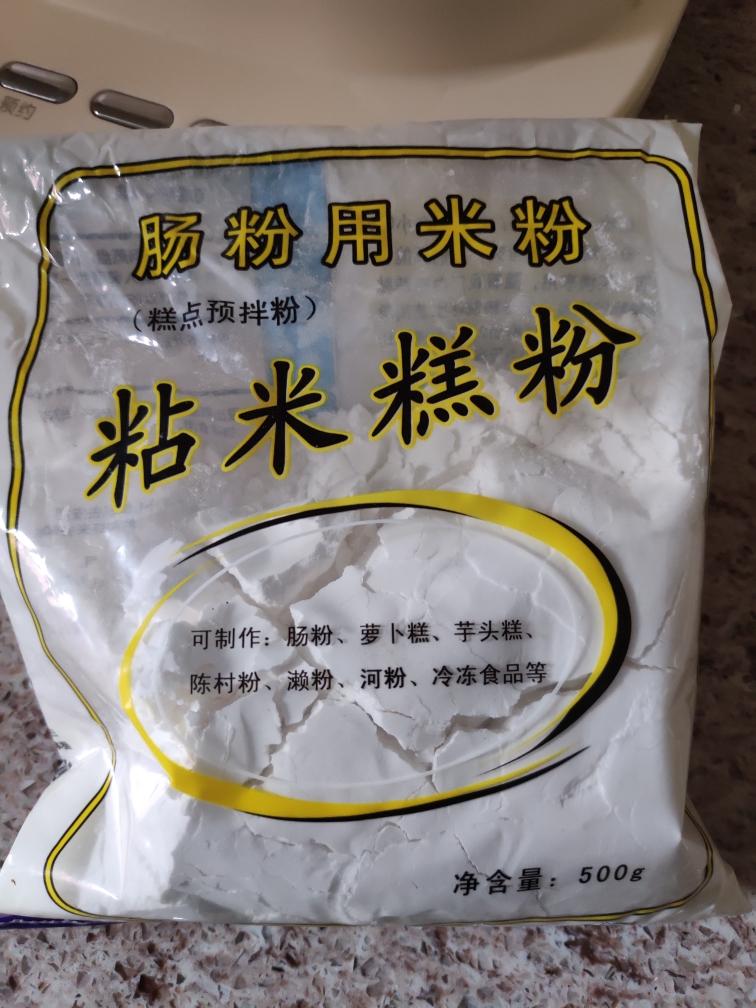 预约
肠粉用米粉
（糕点预拌粉）
粘米糕粉
可制作：肠粉、萝卜糕、芋头糕、
陈村粉、濑粉、河粉、冷冻食品等
净含量：500g